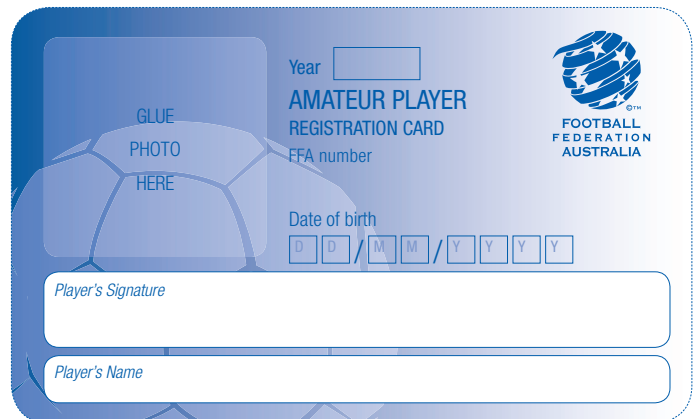 GLUE
PHOTO
HERE
Year
AMATEUR PLAYER
REGISTRATION CARD
FFA number
Date of birth
D D / M M / Y Y Y Y
©TM
FOOTBALL
FEDERATION
AUSTRALIA
Player's Signature
Player's Name